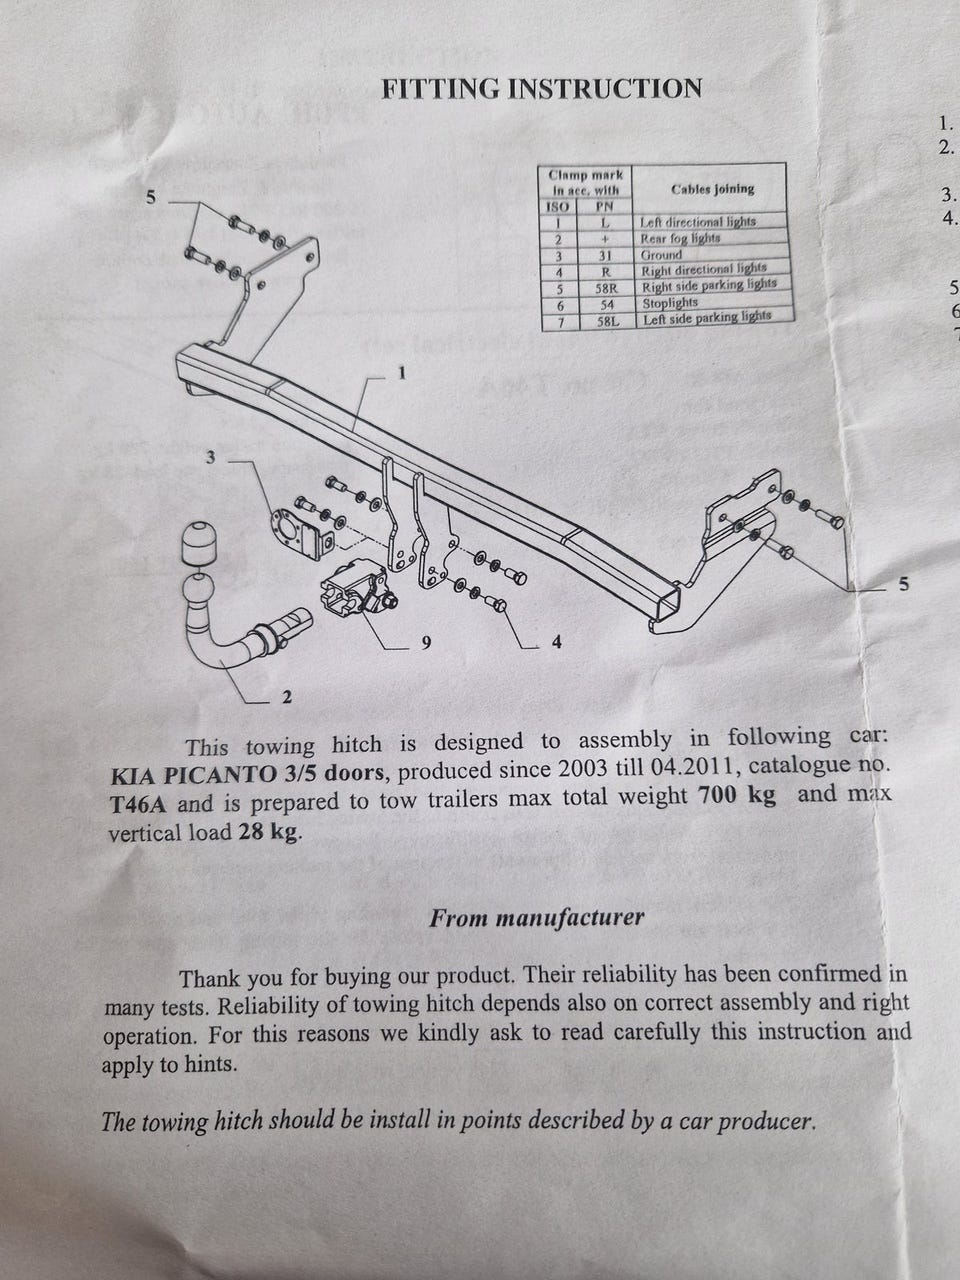 FITTING INSTRUCTION
1.
2.
3.
4.
5
6
Clamp mark
in acc. with
Cables joining
ISO PN
1 L Left directional lights
2 + Rear fog lights
3 31 Ground
4 R Right directional lights
5 58R Right side parking lights
6 54 Stoplights
7 58L Left side parking lights
5
1
3
5
9
4
2
This towing hitch is designed to assembly in following car:
KIA PICANTO 3/5 doors, produced since 2003 till 04.2011, catalogue no.
T46A and is prepared to tow trailers max total weight 700 kg and max
vertical load 28 kg.
From manufacturer
Thank you for buying our product. Their reliability has been confirmed in
many tests. Reliability of towing hitch depends also on correct assembly and right
operation. For this reasons we kindly ask to read carefully this instruction and
apply to hints.
The towing hitch should be install in points described by a car producer.